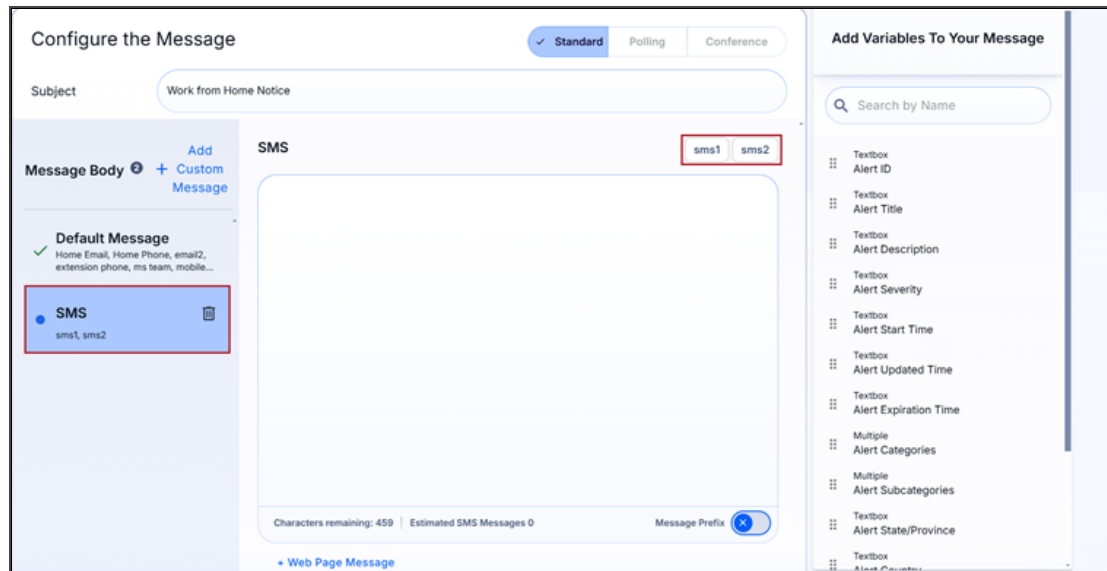 Configure the Message
Standard
Polling
Conference
Subject
Work from Home Notice
Message Body 2
+ Add Custom Message
Default Message
Home Email, Home Phone, email2,
extension phone, ms team, mobile...
SMS
sms1, sms2
SMS
sms1
sms2
Characters remaining: 459
Estimated SMS Messages 0
Message Prefix
+ Web Page Message
Add Variables To Your Message
Search by Name
Textbox
Alert ID
Textbox
Alert Title
Textbox
Alert Description
Textbox
Alert Severity
Textbox
Alert Start Time
Textbox
Alert Updated Time
Textbox
Alert Expiration Time
Multiple
Alert Categories
Multiple
Alert Subcategories
Textbox
Alert State/Province
Textbox
Alert Country